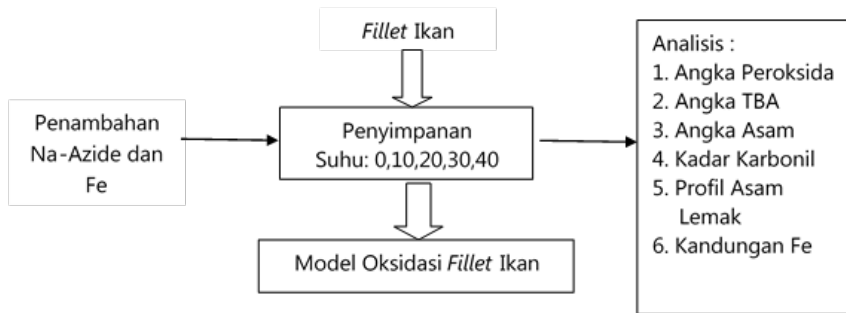 Fillet Ikan
Penambahan
Na-Azide dan
Fe
Penyimpanan
Suhu: 0,10,20,30,40
Model Oksidasi Fillet Ikan
Analisis :
1. Angka Peroksida
2. Angka TBA
3. Angka Asam
4. Kadar Karbonil
5. Profil Asam
Lemak
6. Kandungan Fe